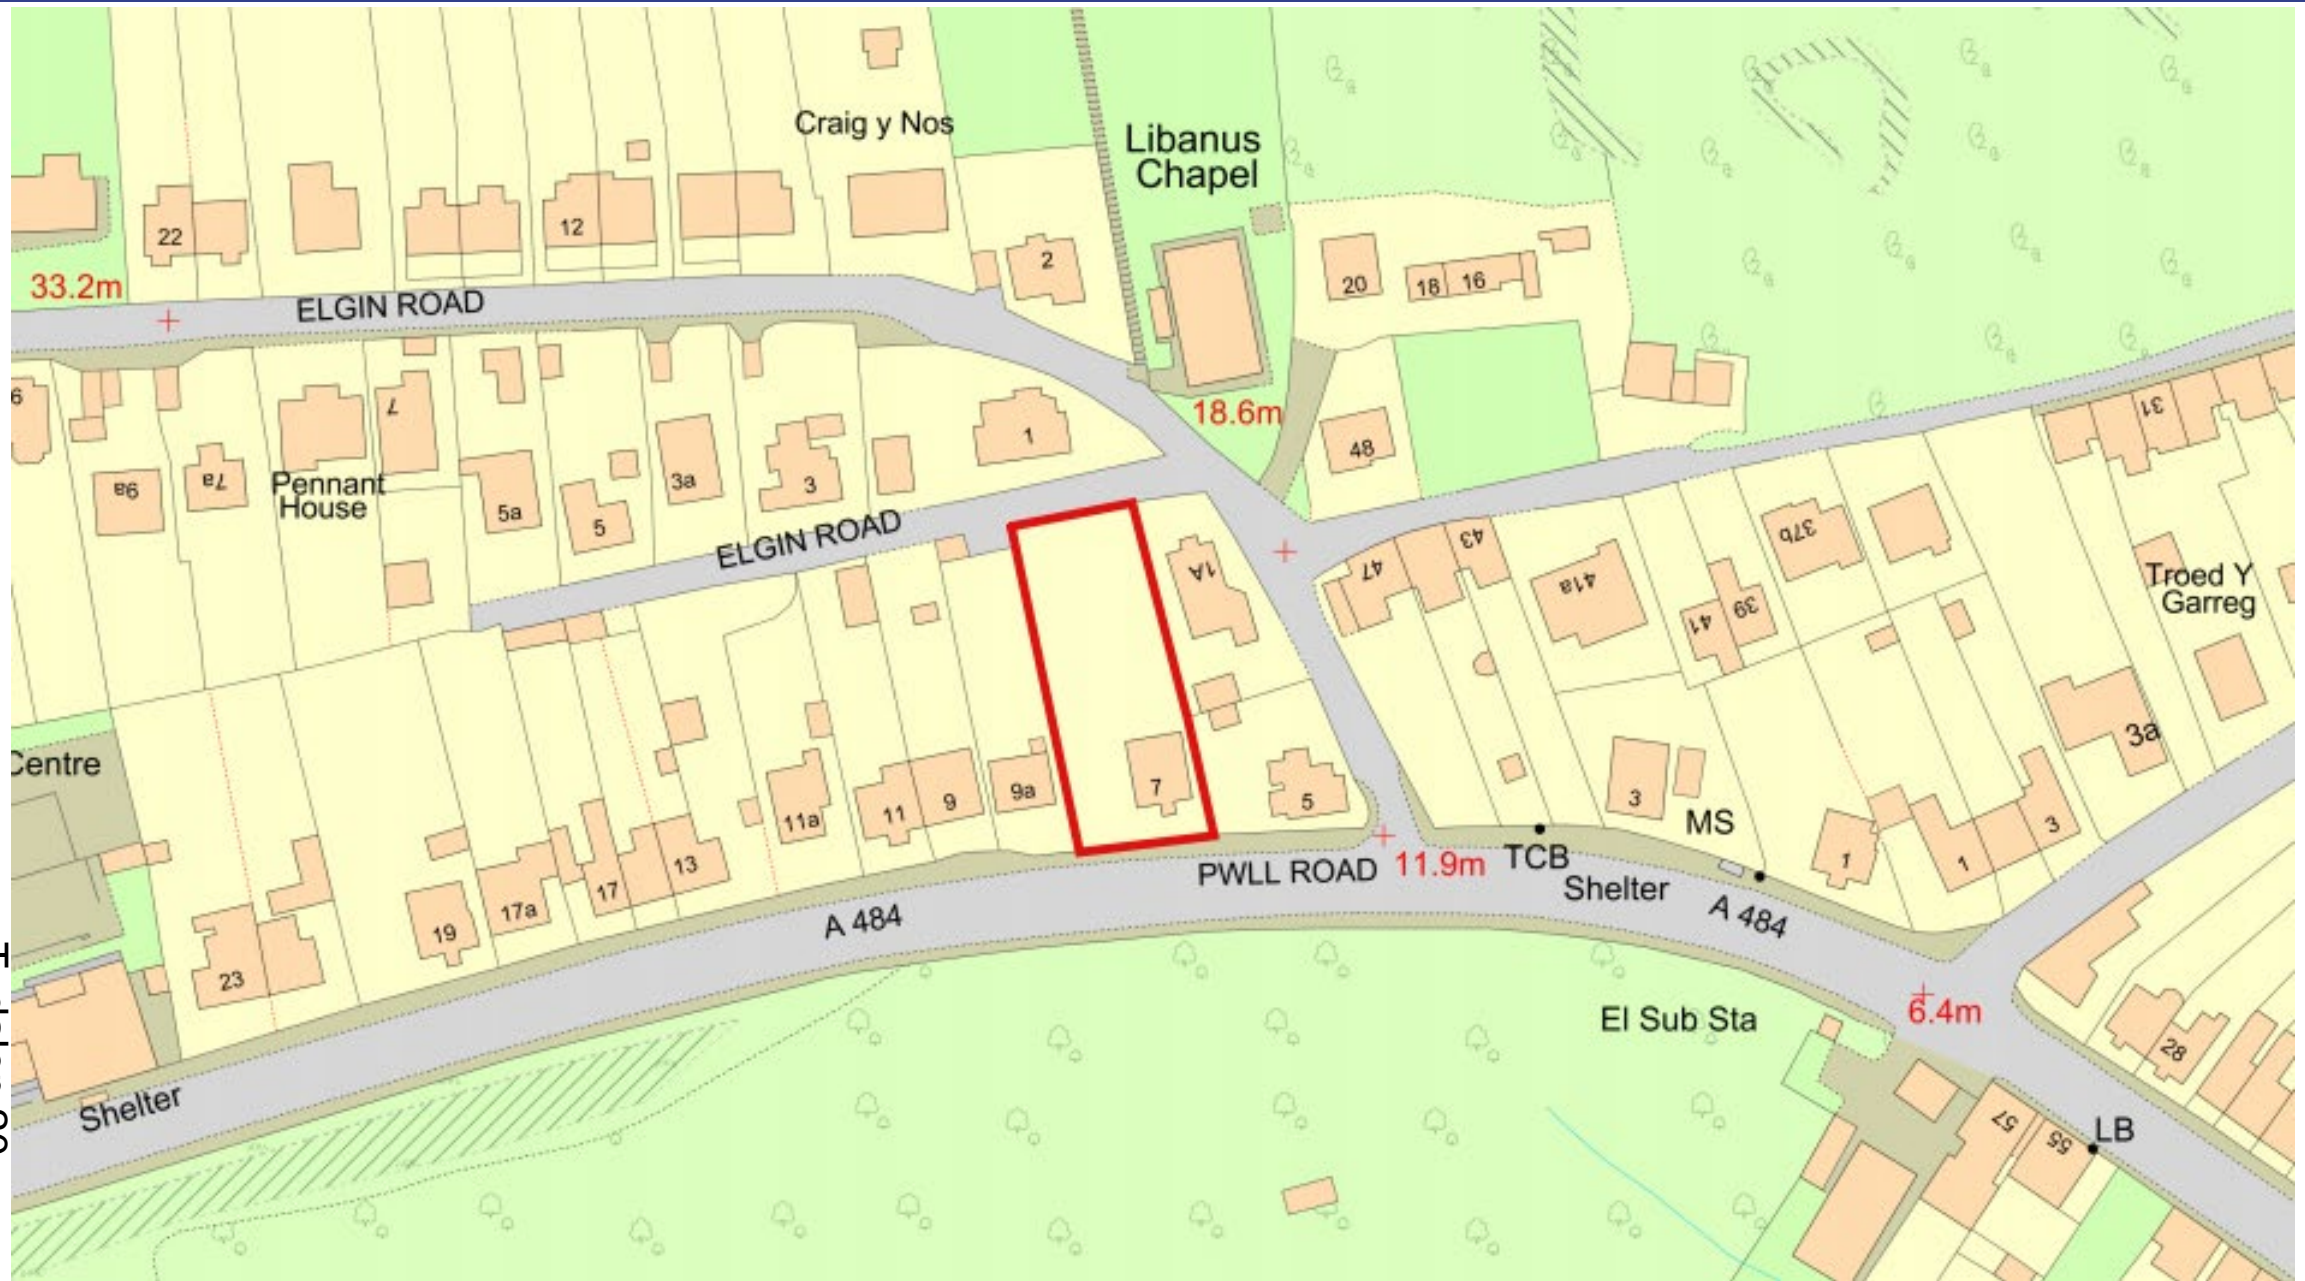 Craig y Nos
Libanus
Chapel
22
12
2
20
18
16
33.2m
ELGIN ROAD
6
7
1
18.6m
48
31
9a
7a
Pennant
House
5a
5
3a
3
ELGIN ROAD
1A
47
43
41a
41
39
37b
Troed Y
Garreg
Centre
3a
11a
11
9
9a
7
5
3
MS
1
1
3
13
17
17a
19
23
PWLL ROAD
11.9m
TCB
Shelter
A 484
A 484
El Sub Sta
6.4m
28
Shelter
57
55
LB